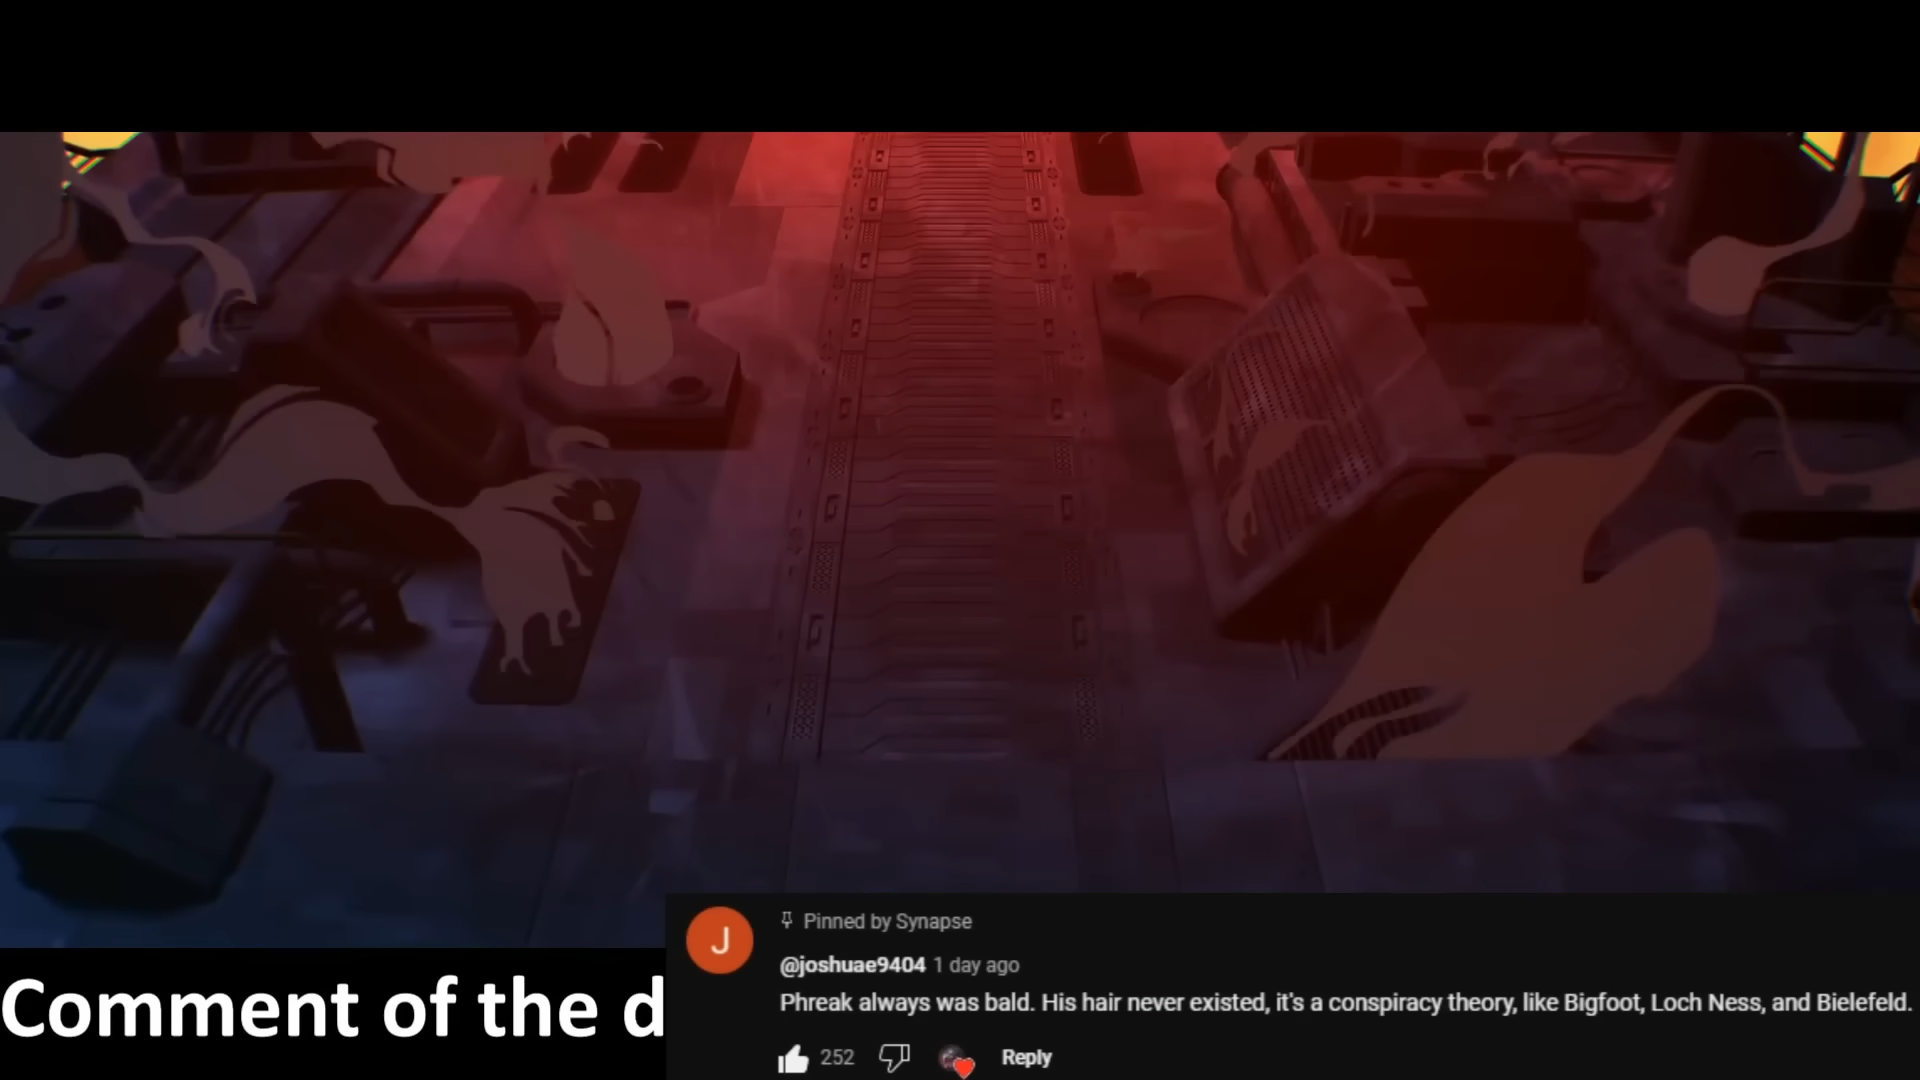 Pinned by Synapse
@joshuae9404 1 day ago
Phreak always was bald. His hair never existed, it's a conspiracy theory, like Bigfoot, Loch Ness, and Bielefeld.
Comment of the d
252
Reply
J